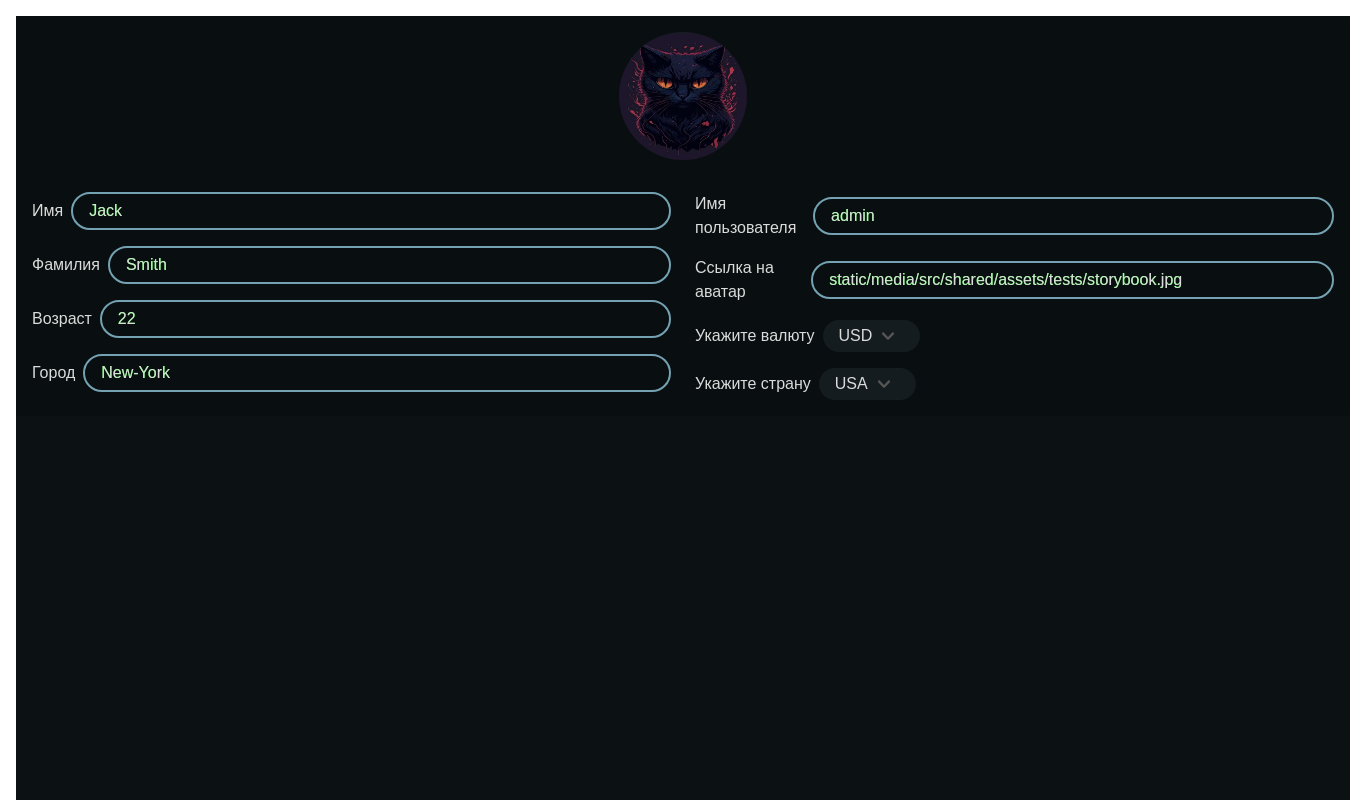 Имя
Jack
Фамилия
Smith
Возраст
22
Город
New-York
Имя
пользователя
admin
Ссылка на
аватар
static/media/src/shared/assets/tests/storybook.jpg
Укажите валюту
USD
Укажите страну
USA